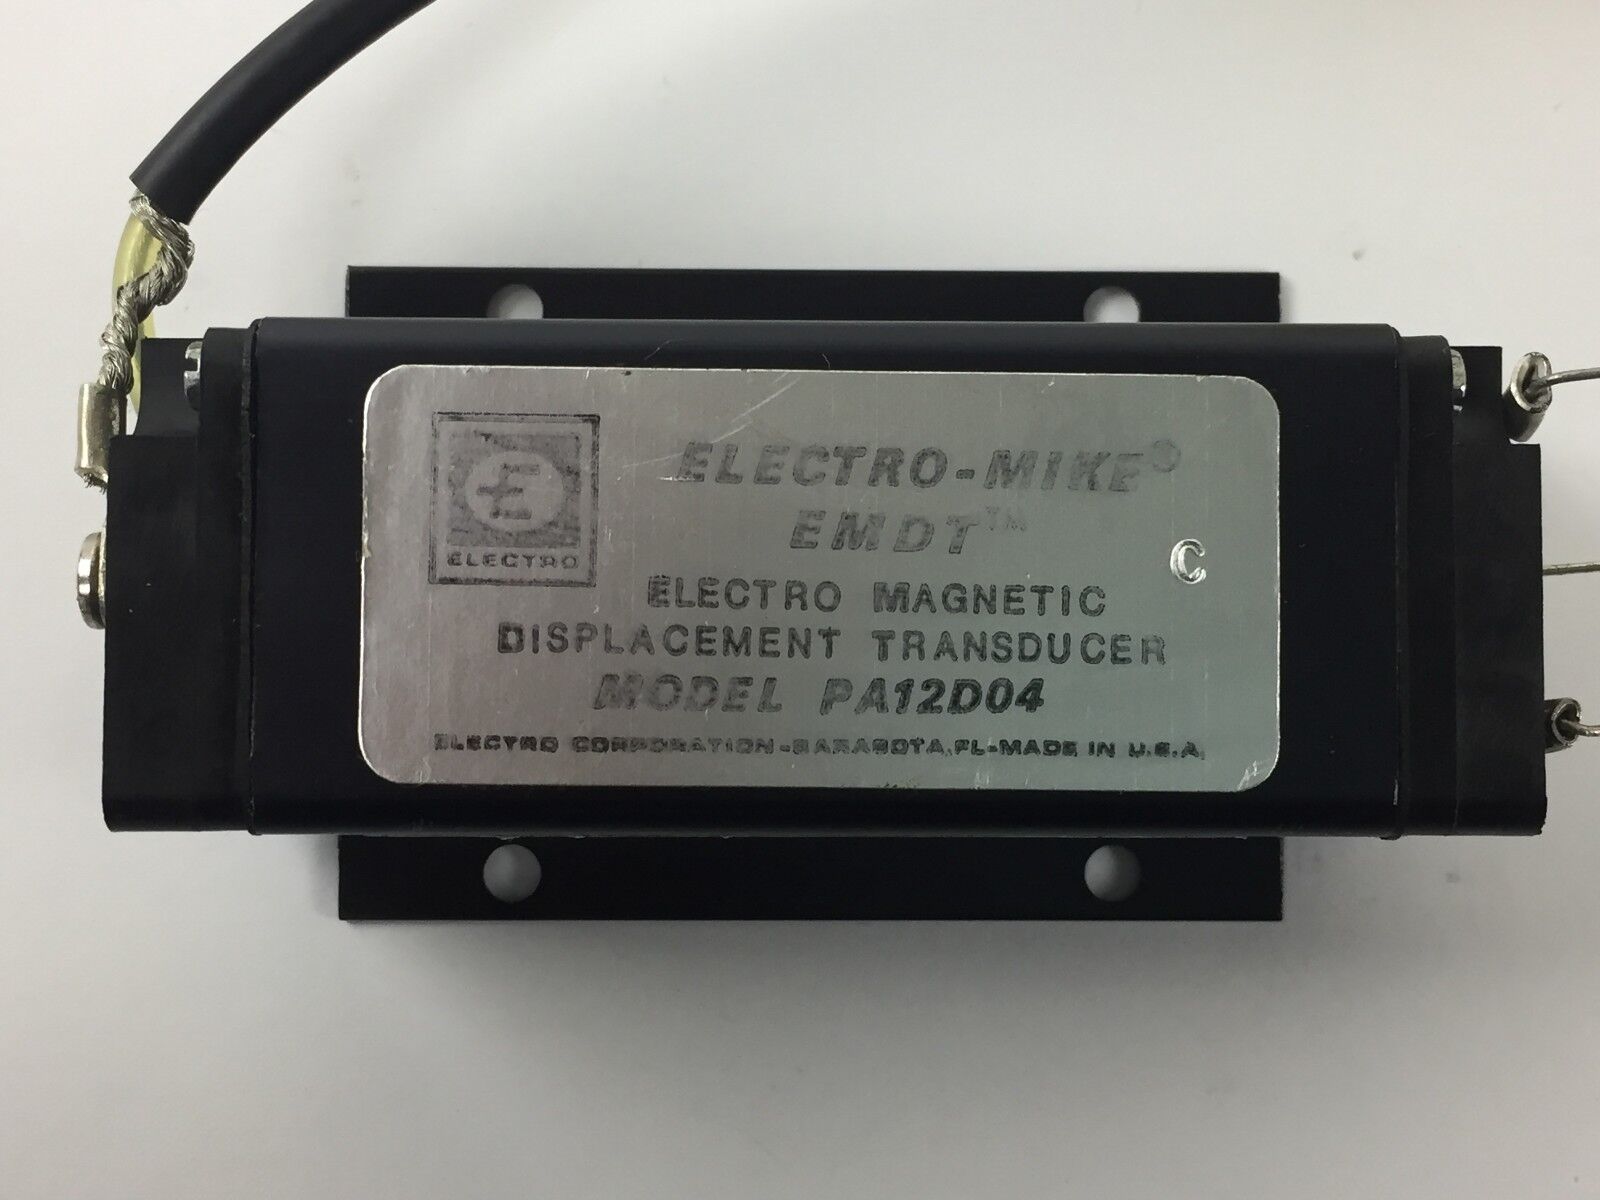 E
ELECTRO
ELECTRO-MIKE®
EMDT™
C
ELECTRO MAGNETIC
DISPLACEMENT TRANSDUCER
MODEL PA12D04
ELECTRO CORPORATION-SARASOTA, FL-MADE IN U.S.A.